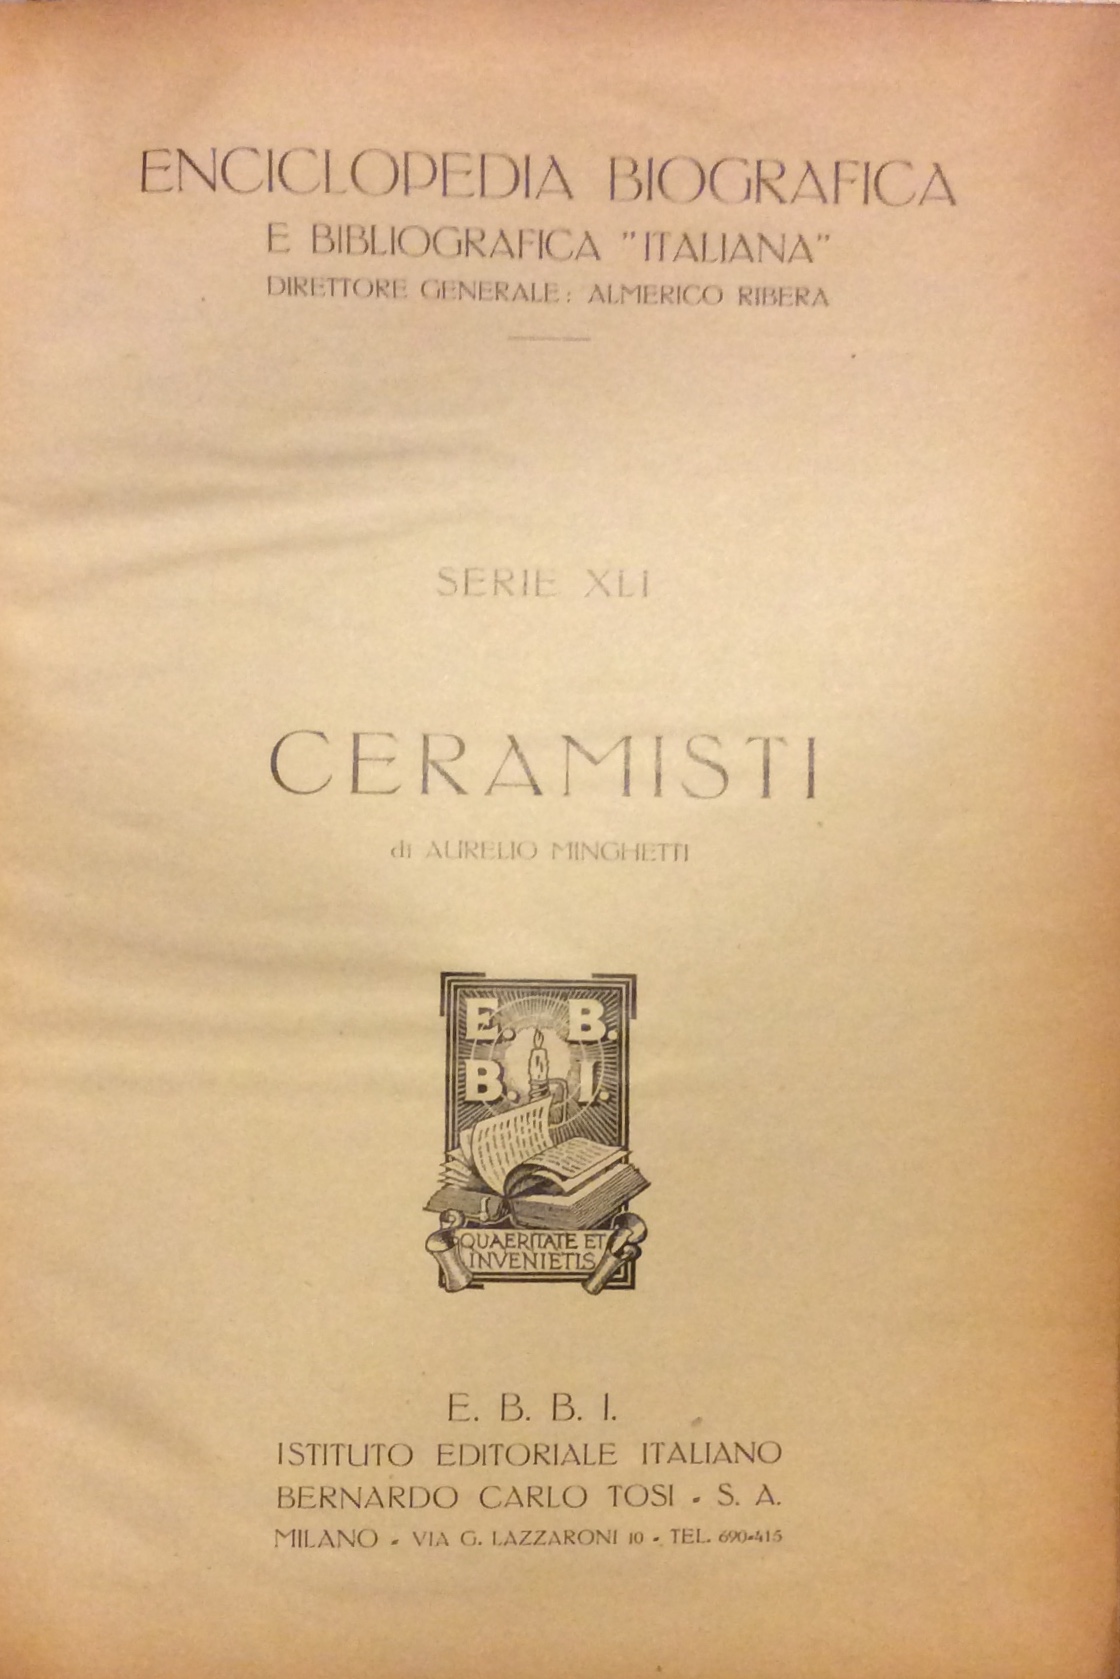 ENCICLOPEDIA BIOGRAFICA
E BIBLIOGRAFICA "ITALIANA"
DIRETTORE GENERALE: ALMERICO RIBERA
SERIE XLI
CERAMISTI
di AURELIO MINGHETTI
E. B.
B. I.
QUAERITATE ET
INVENIETIS
E. B. B. I.
ISTITUTO EDITORIALE ITALIANO
BERNARDO CARLO TOSI - S. A.
MILANO - VIA G. LAZZARONI 10 - TEL. 690-415